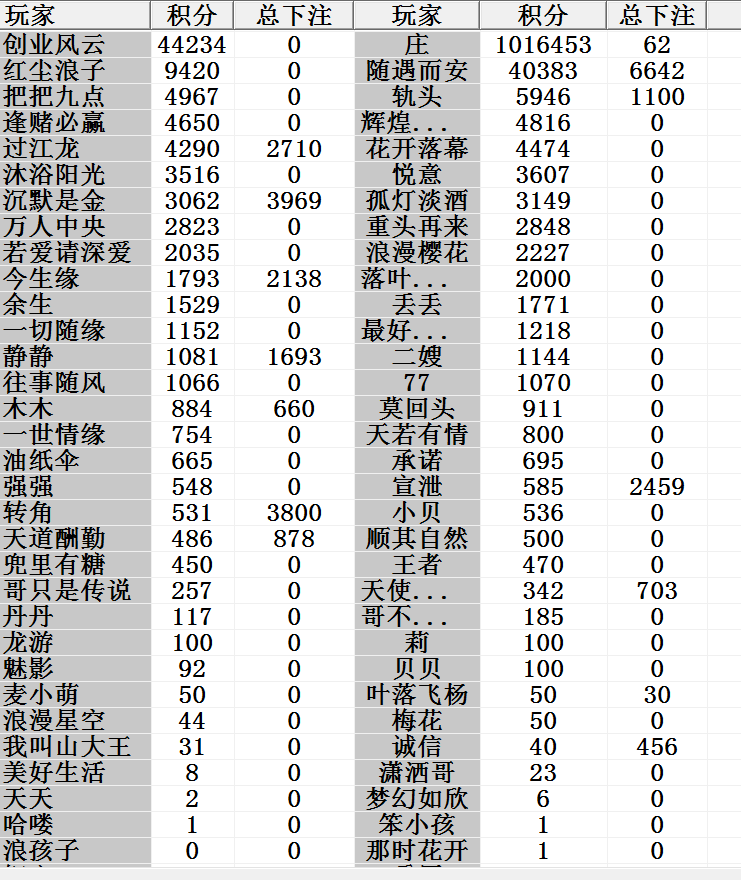 玩家 积分 总下注 玩家 积分 总下注
创业风云 44234 0 庄 1016453 62
红尘浪子 9420 0 随遇而安 40383 6642
把把九点 4967 0 轨头 5946 1100
逢赌必赢 4650 0 辉煌... 4816 0
过江龙 4290 2710 花开落幕 4474 0
沐浴阳光 3516 0 悦意 3607 0
沉默是金 3062 3969 孤灯淡酒 3149 0
万人中央 2823 0 重头再来 2848 0
若爱请深爱 2035 0 浪漫樱花 2227 0
今生缘 1793 2138 落叶... 2000 0
余生 1529 0 丢丢 1771 0
一切随缘 1152 0 最好... 1218 0
静静 1081 1693 二嫂 1144 0
往事随风 1066 0 77 1070 0
木木 884 660 莫回头 911 0
一世情缘 754 0 天若有情 800 0
油纸伞 665 0 承诺 695 0
强强 548 0 宣泄 585 2459
转角 531 3800 小贝 536 0
天道酬勤 486 878 顺其自然 500 0
兜里有糖 450 0 王者 470 0
哥只是传说 257 0 天使... 342 703
丹丹 117 0 哥不... 185 0
龙游 100 0 莉 100 0
魅影 92 0 贝贝 100 0
麦小萌 50 0 叶落飞杨 50 30
浪漫星空 44 0 梅花 50 0
我叫山大王 31 0 诚信 40 456
美好生活 8 0 潇洒哥 23 0
天天 2 0 梦幻如欣 6 0
哈喽 1 0 笨小孩 1 0
浪孩子 0 0 那时花开 1 0